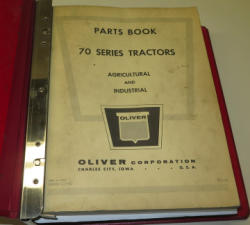 PARTS BOOK
70 SERIES TRACTORS
AGRICULTURAL
AND
INDUSTRIAL
OLIVER
OLIVER CORPORATION
CHARLES CITY, IOWA . . . U. S. A.